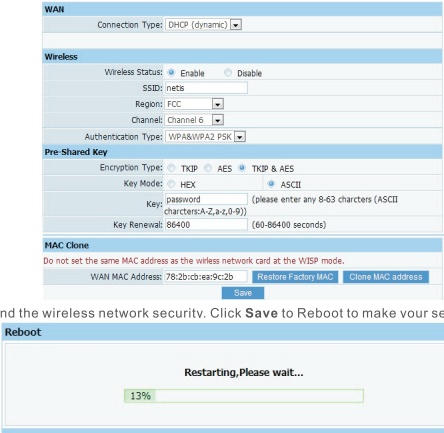 WAN
Connection Type: DHCP (dynamic)
Wireless
Wireless Status: Enable Disable
SSID: netis
Region: FCC
Channel: Channel 6
Authentication Type: WPA&WPA2 PSK
Pre-Shared Key
Encryption Type: TKIP AES TKIP & AES
Key Mode: HEX ASCII
Key: password (please enter any 8-63 charcters (ASCII
charcters:A-Z,a-z,0-9))
Key Renewal: 86400 (60-86400 seconds)
MAC Clone
Do not set the same MAC address as the wirless network card at the WISP mode.
WAN MAC Address: 78:2b:cb:ea:9c:2b Restore Factory MAC Clone MAC address
Save
nd the wireless network security. Click Save to Reboot to make your se
Reboot
Restarting,Please wait...
13%